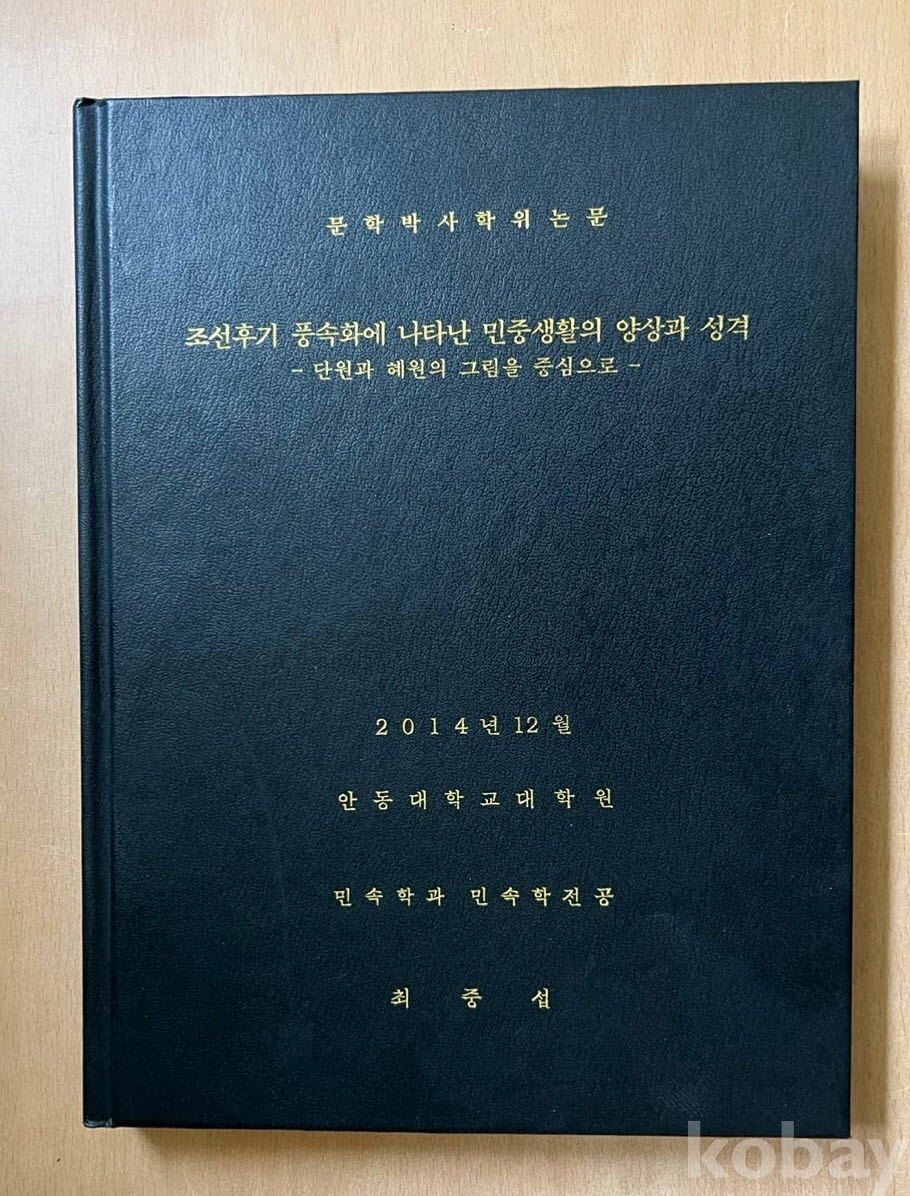 문학박사학위논문
조선후기 풍속화에 나타난 민중생활의 양상과 성격
- 단원과 혜원의 그림을 중심으로 -
2014년 12월
안동대학교대학원
민속학과 민속학전공
최중섭
kobay